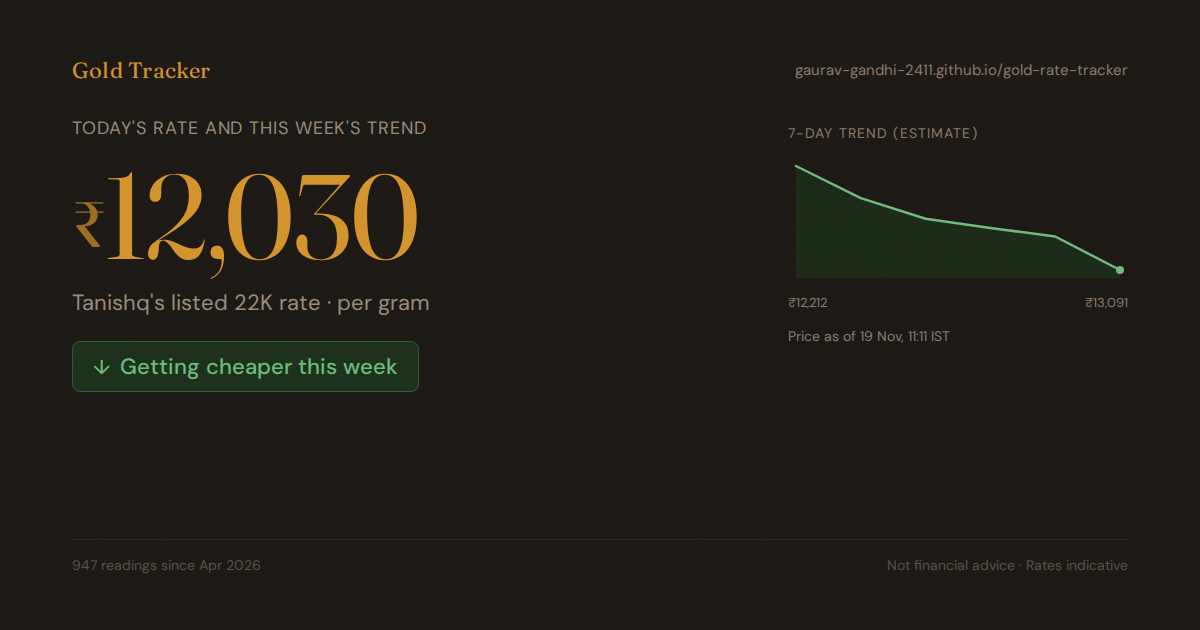 Gold Tracker
gaurav-gandhi-2411.github.io/gold-rate-tracker
TODAY'S RATE AND THIS WEEK'S TREND
₹12,030
Tanishq's listed 22K rate · per gram
↓ Getting cheaper this week
7-DAY TREND (ESTIMATE)
₹12,212 ₹13,091
Price as of 19 Nov, 11:11 IST
947 readings since Apr 2026
Not financial advice · Rates indicative